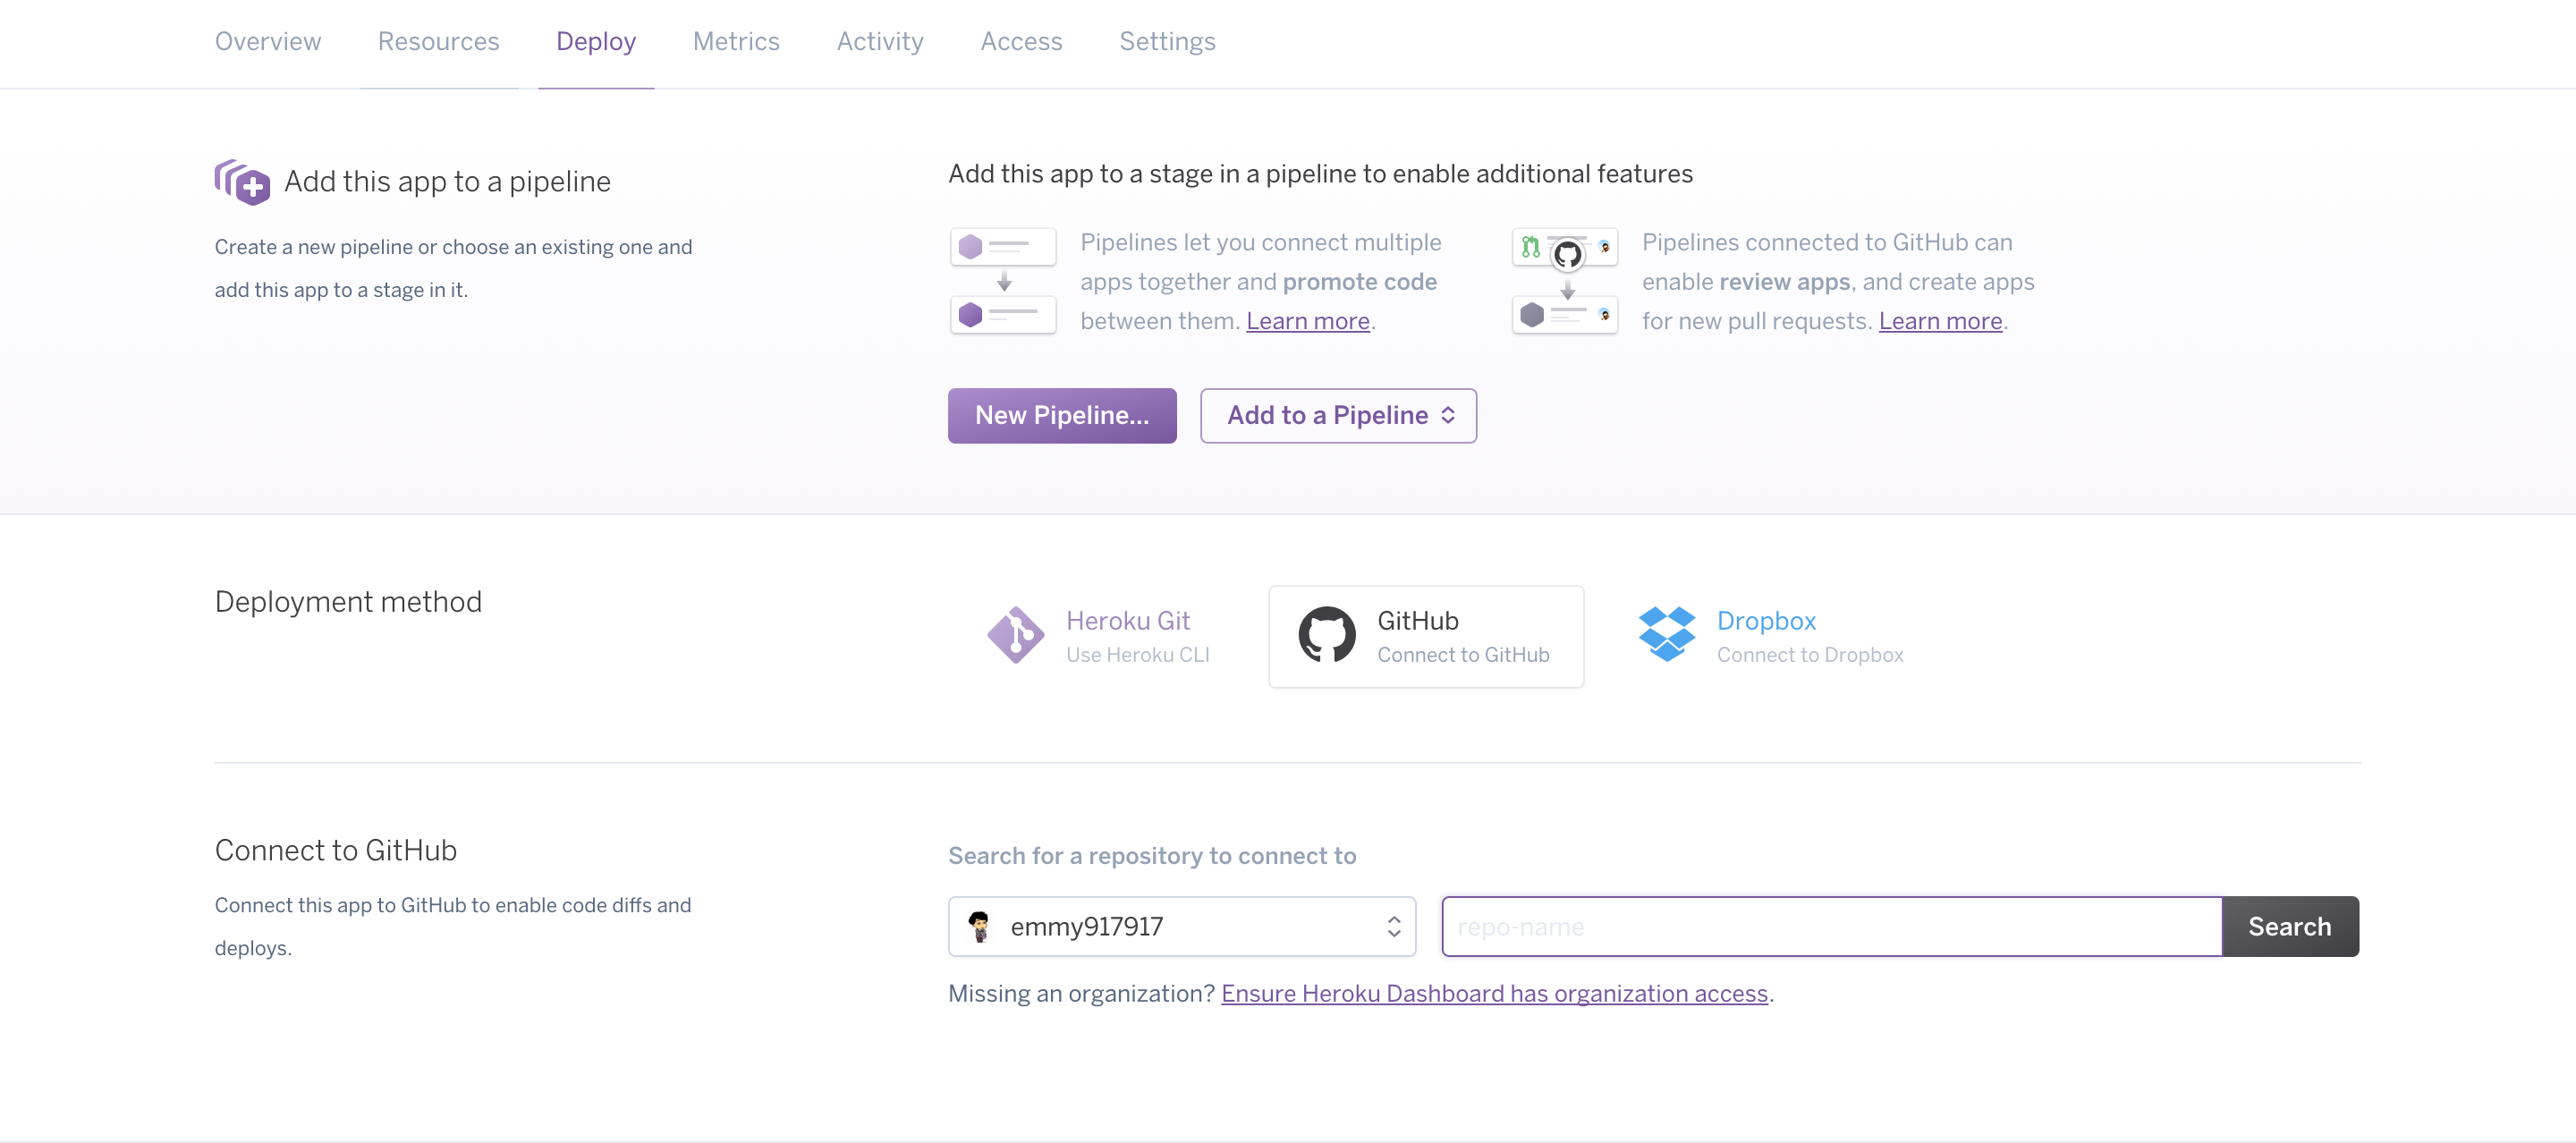 Overview Resources Deploy Metrics Activity Access Settings
Add this app to a pipeline
Create a new pipeline or choose an existing one and
add this app to a stage in it.
Add this app to a stage in a pipeline to enable additional features
Pipelines let you connect multiple
apps together and promote code
between them. Learn more.
Pipelines connected to GitHub can
enable review apps, and create apps
for new pull requests. Learn more.
New Pipeline... Add to a Pipeline
Deployment method
Heroku Git
Use Heroku CLI
GitHub
Connect to GitHub
Dropbox
Connect to Dropbox
Connect to GitHub
Connect this app to GitHub to enable code diffs and
deploys.
Search for a repository to connect to
emmy917917 repo-name Search
Missing an organization? Ensure Heroku Dashboard has organization access.